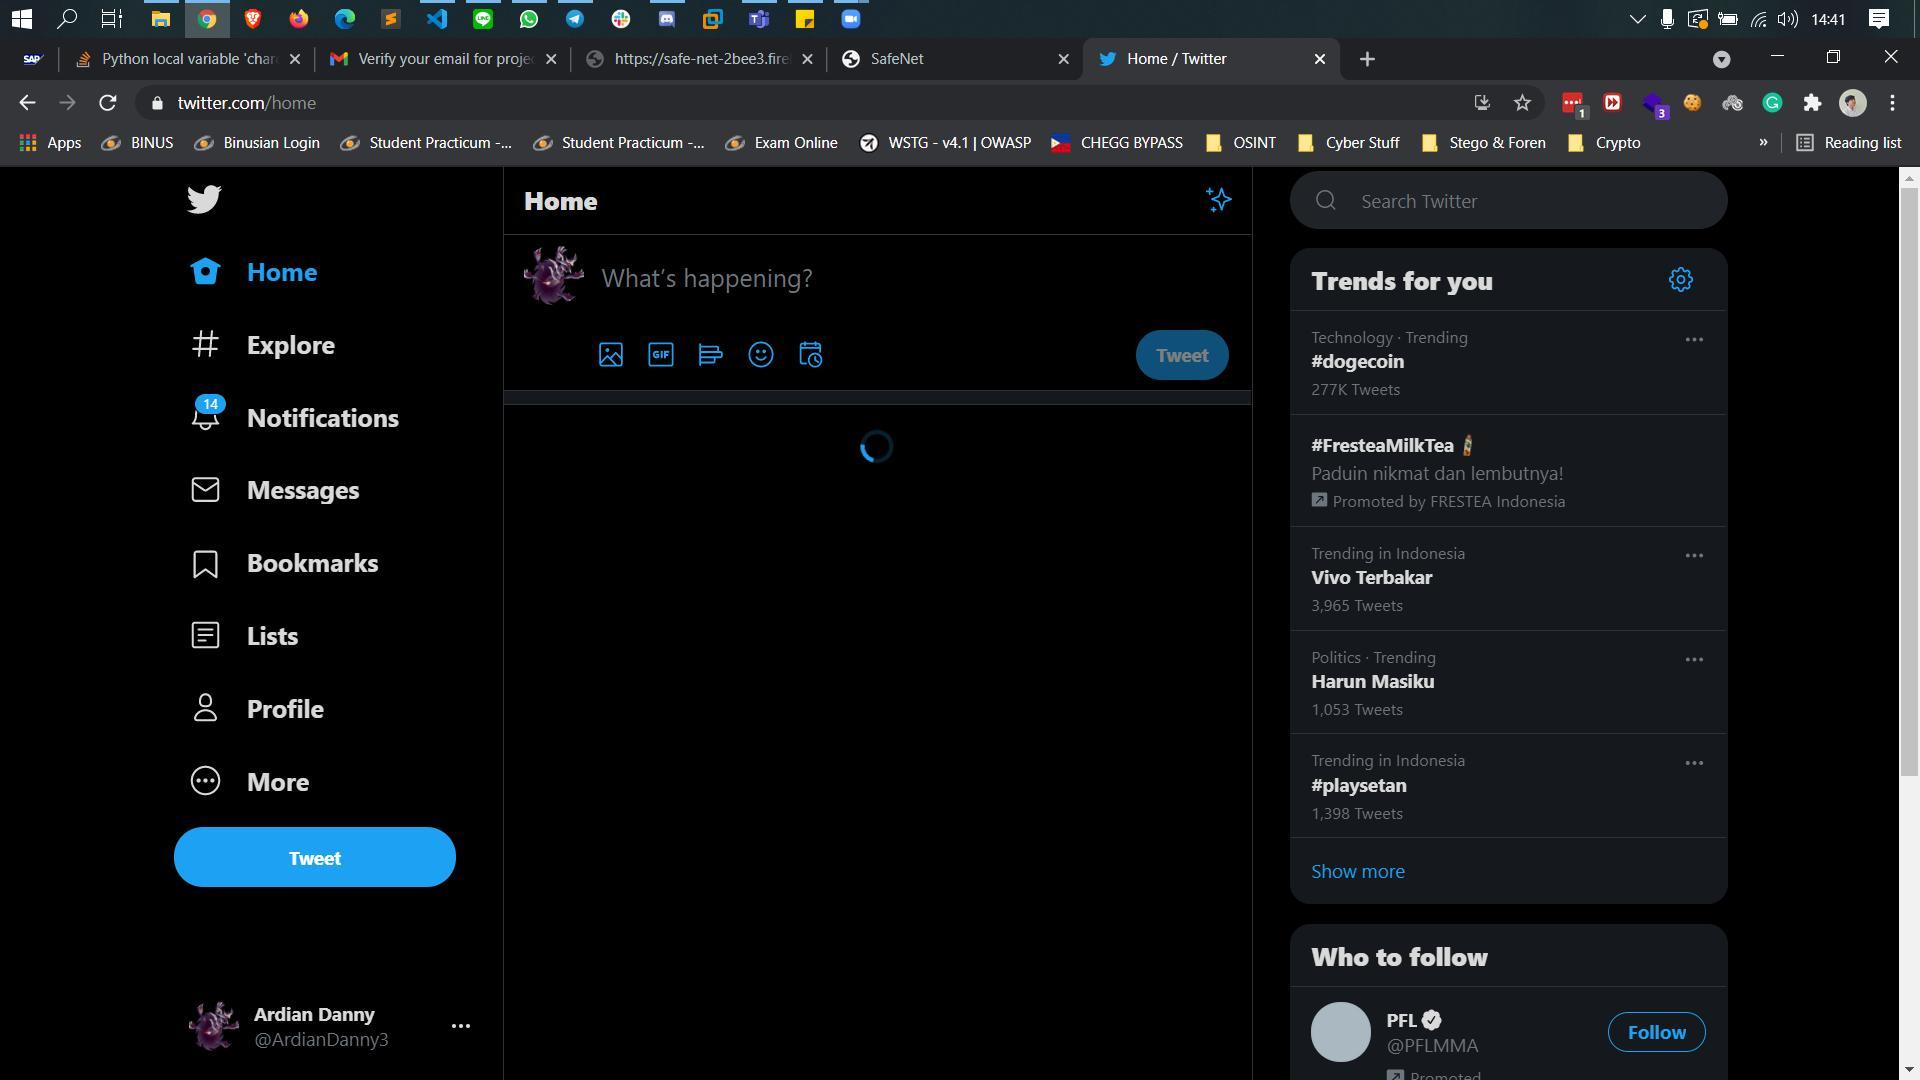 14:41
SAP
Python local variable 'char
Verify your email for proje
https://safe-net-2bee3.fire
SafeNet
Home / Twitter
twitter.com/home
1
3
Apps
BINUS
Binusian Login
Student Practicum -...
Student Practicum -...
Exam Online
WSTG - v4.1 | OWASP
CHEGG BYPASS
OSINT
Cyber Stuff
Stego & Foren
Crypto
»
Reading list
Home
Explore
14
Notifications
Messages
Bookmarks
Lists
Profile
More
Tweet
Ardian Danny
@ArdianDanny3
Home
What's happening?
GIF
Tweet
Search Twitter
Trends for you
Technology · Trending
#dogecoin
277K Tweets
#FresteaMilkTea
Paduin nikmat dan lembutnya!
Promoted by FRESTEA Indonesia
Trending in Indonesia
Vivo Terbakar
3,965 Tweets
Politics · Trending
Harun Masiku
1,053 Tweets
Trending in Indonesia
#playsetan
1,398 Tweets
Show more
Who to follow
PFL
@PFLMMA
Follow
Promoted